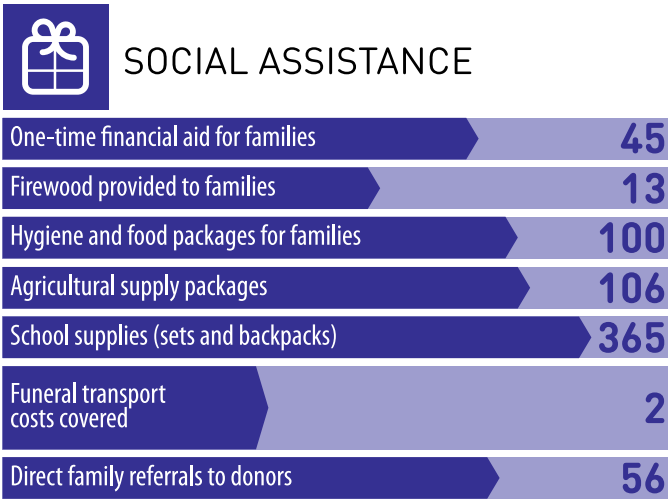 SOCIAL ASSISTANCE
One-time financial aid for families 45
Firewood provided to families 13
Hygiene and food packages for families 100
Agricultural supply packages 106
School supplies (sets and backpacks) 365
Funeral transport
costs covered 2
Direct family referrals to donors 56